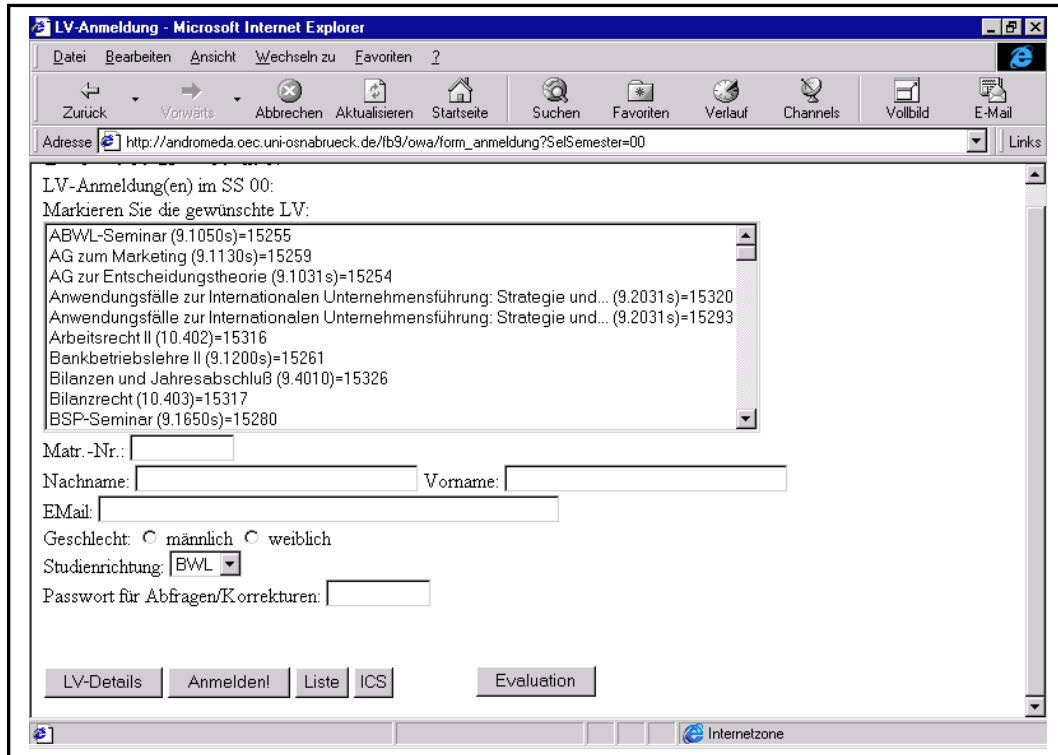 LV-Anmeldung - Microsoft Internet Explorer
Datei Bearbeiten Ansicht Wechseln zu Favoriten ?
Zurück Vorwärts Abbrechen Aktualisieren Startseite Suchen Favoriten Verlauf Channels Vollbild E-Mail
Adresse http://andromeda.oec.uni-osnabrueck.de/fb9/owa/form_anmeldung?SelSemester=00 Links
LV-Anmeldung(en) im SS 00:
Markieren Sie die gewünschte LV:
ABWL-Seminar (9.1050s)=15255
AG zum Marketing (9.1130s)=15259
AG zur Entscheidungstheorie (9.1031s)=15254
Anwendungsfälle zur Internationalen Unternehmensführung: Strategie und... (9.2031s)=15320
Anwendungsfälle zur Internationalen Unternehmensführung: Strategie und... (9.2031s)=15293
Arbeitsrecht II (10.402)=15316
Bankbetriebslehre II (9.1200s)=15261
Bilanzen und Jahresabschluß (9.4010)=15326
Bilanzrecht (10.403)=15317
BSP-Seminar (9.1650s)=15280
Matr.-Nr.:
Nachname: Vorname:
EMail:
Geschlecht: männlich weiblich
Studienrichtung: BWL
Passwort für Abfragen/Korrekturen:
LV-Details Anmelden! Liste ICS Evaluation
Internetzone